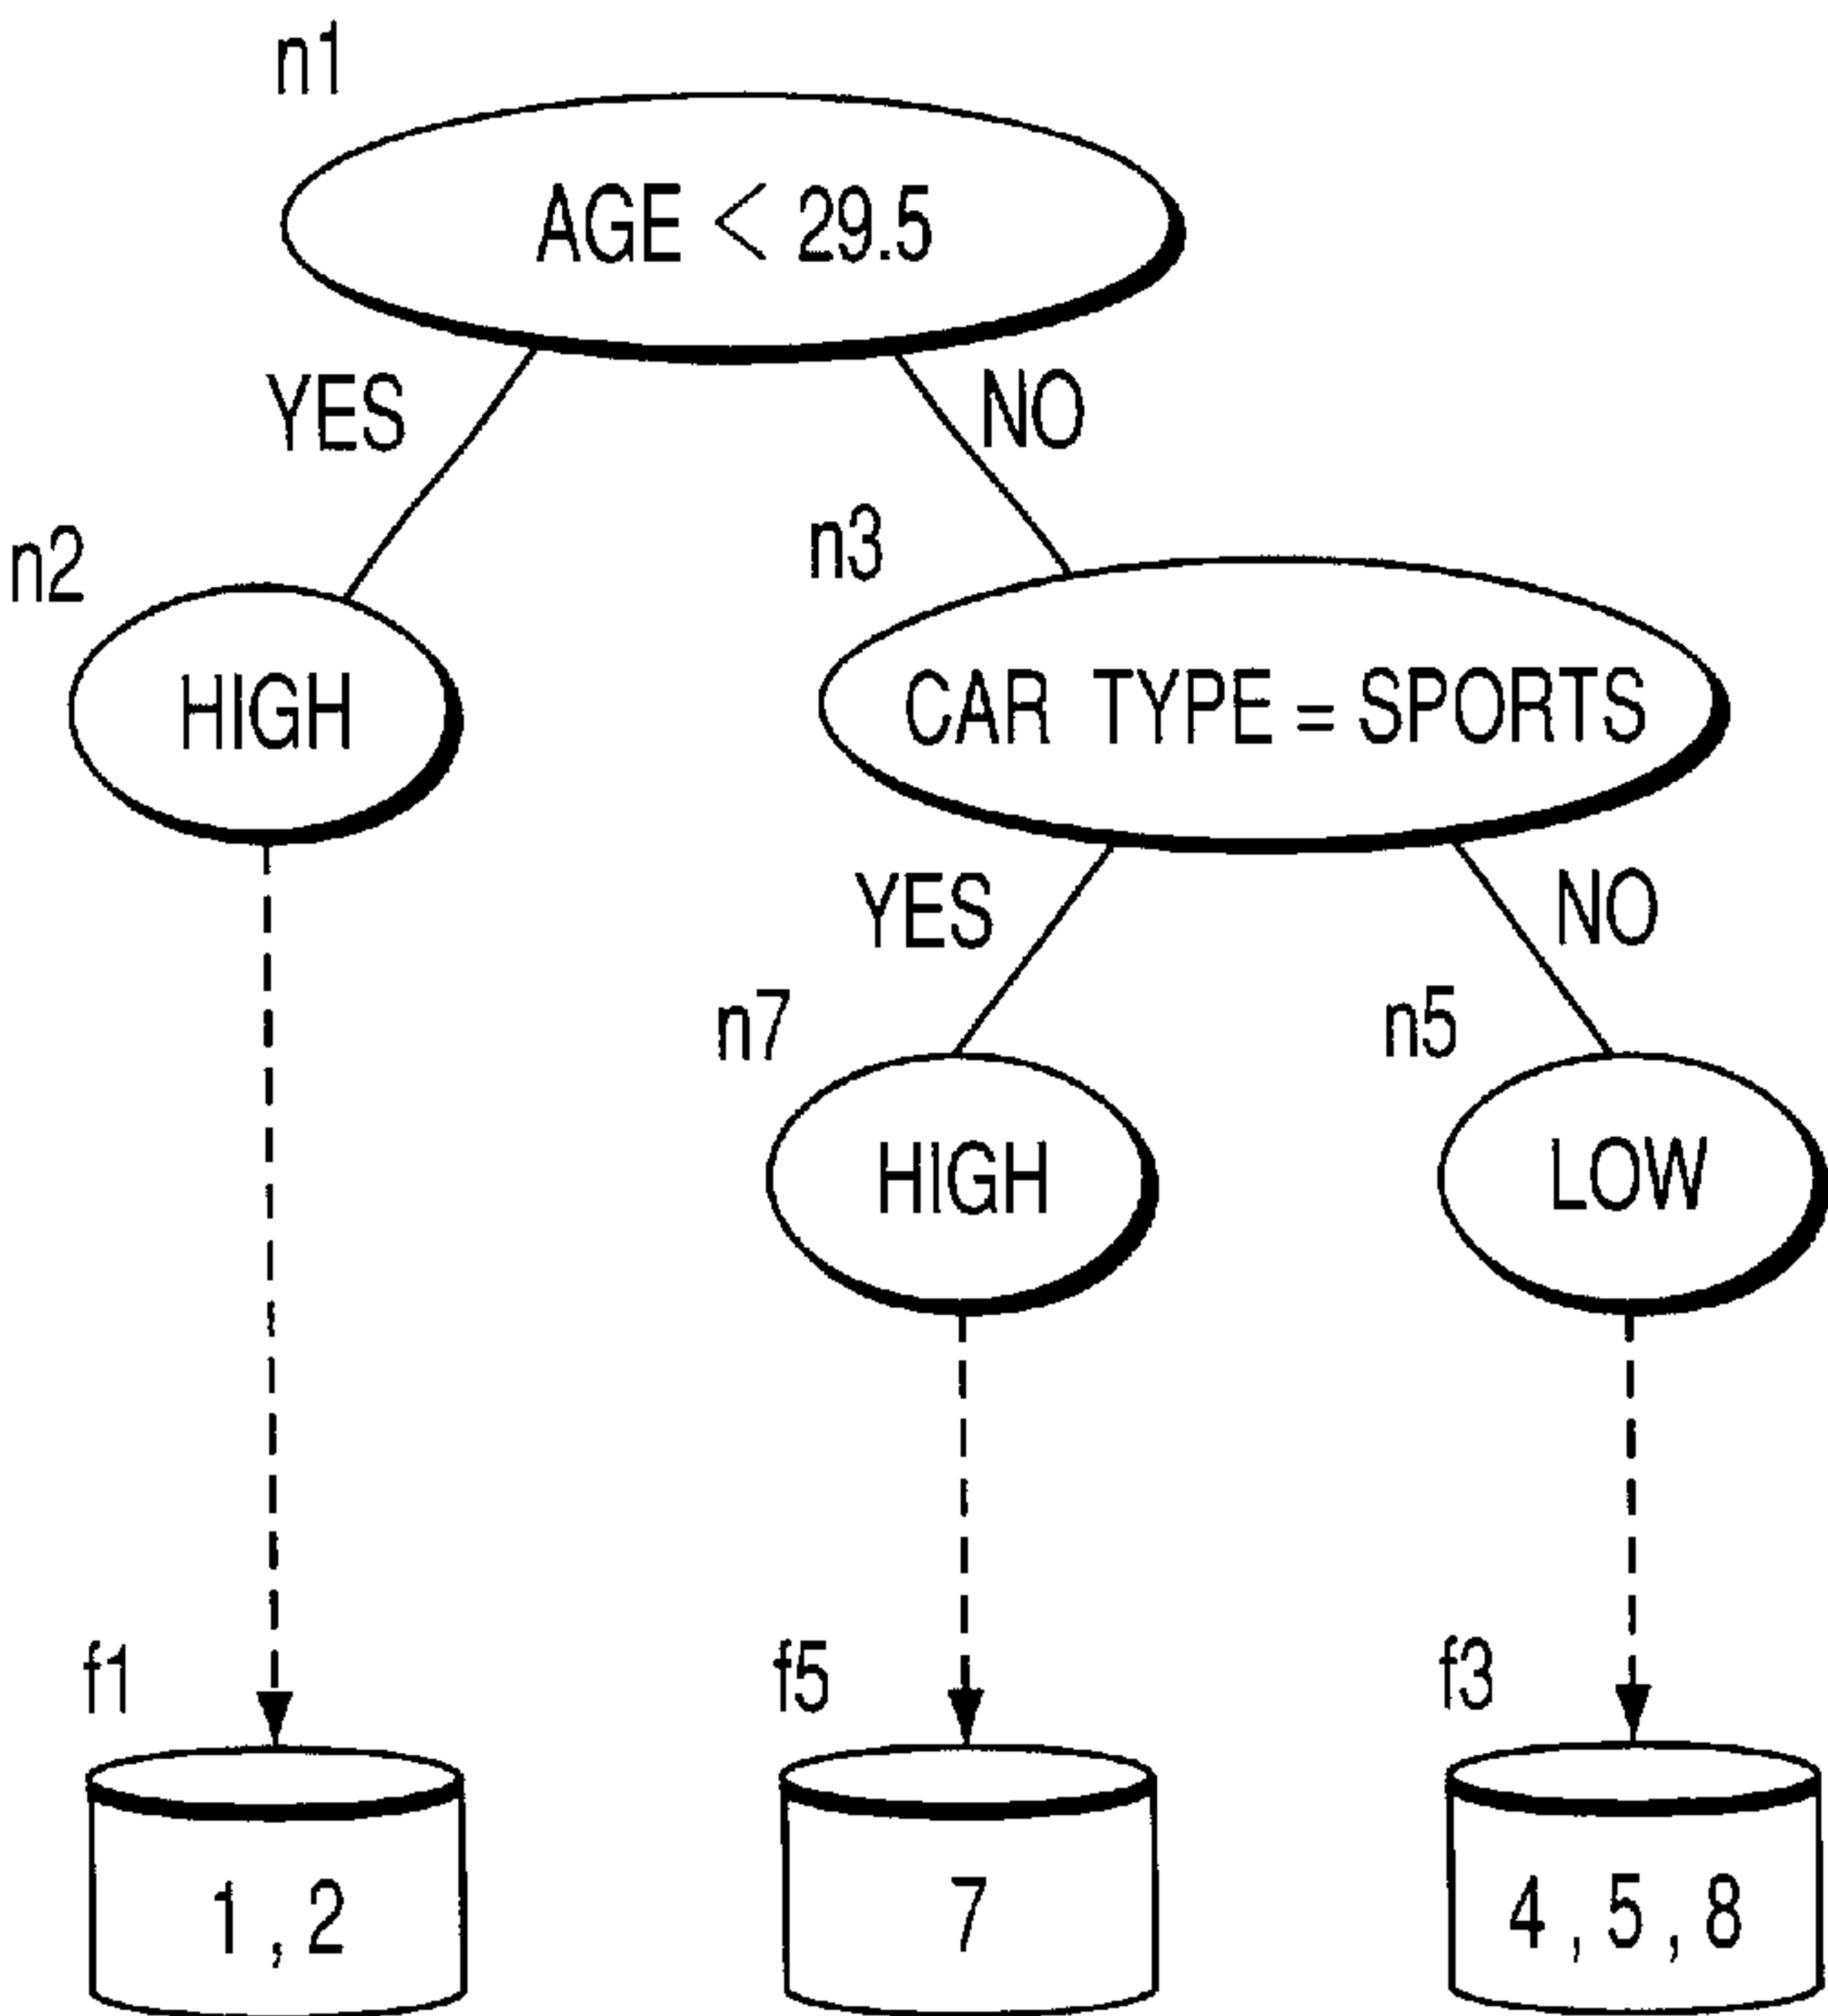 n1
AGE < 29.5
YES
NO
n2
n3
HIGH
CAR TYPE = SPORTS
YES
NO
n7
n5
HIGH
LOW
f1
f5
f3
1, 2
7
4, 5, 8